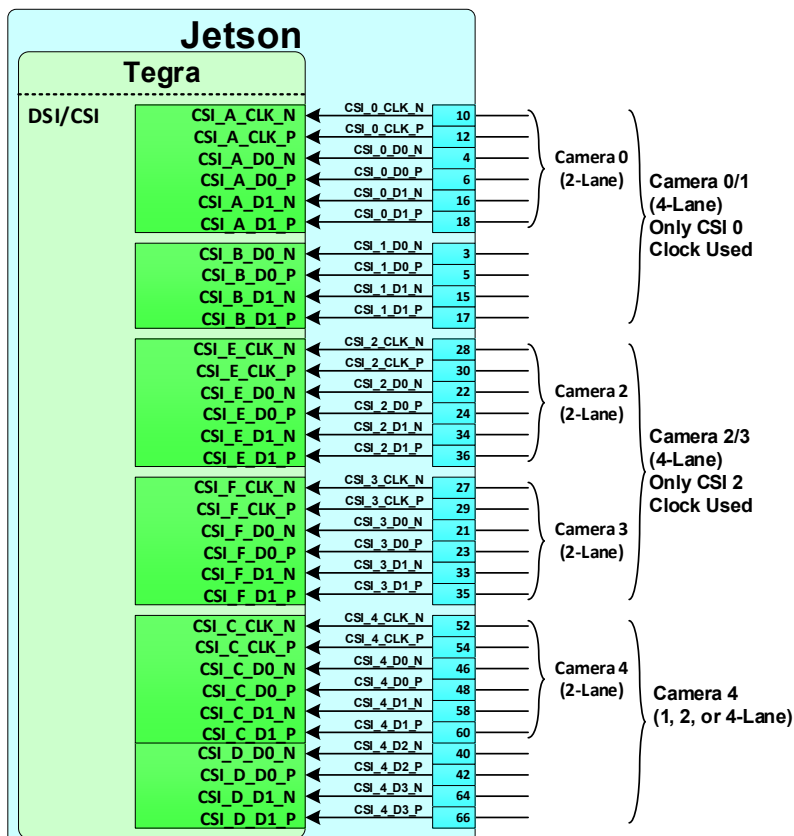 Jetson
Tegra
DSI/CSI
CSI_A_CLK_N CSI_0_CLK_N 10
CSI_A_CLK_P CSI_0_CLK_P 12
CSI_A_D0_N CSI_0_D0_N 4
CSI_A_D0_P CSI_0_D0_P 6
CSI_A_D1_N CSI_0_D1_N 16
CSI_A_D1_P CSI_0_D1_P 18
Camera 0
(2-Lane)
CSI_B_D0_N CSI_1_D0_N 3
CSI_B_D0_P CSI_1_D0_P 5
CSI_B_D1_N CSI_1_D1_N 15
CSI_B_D1_P CSI_1_D1_P 17
Camera 0/1
(4-Lane)
Only CSI 0
Clock Used
CSI_E_CLK_N CSI_2_CLK_N 28
CSI_E_CLK_P CSI_2_CLK_P 30
CSI_E_D0_N CSI_2_D0_N 22
CSI_E_D0_P CSI_2_D0_P 24
CSI_E_D1_N CSI_2_D1_N 34
CSI_E_D1_P CSI_2_D1_P 36
Camera 2
(2-Lane)
CSI_F_CLK_N CSI_3_CLK_N 27
CSI_F_CLK_P CSI_3_CLK_P 29
CSI_F_D0_N CSI_3_D0_N 21
CSI_F_D0_P CSI_3_D0_P 23
CSI_F_D1_N CSI_3_D1_N 33
CSI_F_D1_P CSI_3_D1_P 35
Camera 3
(2-Lane)
Camera 2/3
(4-Lane)
Only CSI 2
Clock Used
CSI_C_CLK_N CSI_4_CLK_N 52
CSI_C_CLK_P CSI_4_CLK_P 54
CSI_C_D0_N CSI_4_D0_N 46
CSI_C_D0_P CSI_4_D0_P 48
CSI_C_D1_N CSI_4_D1_N 58
CSI_C_D1_P CSI_4_D1_P 60
Camera 4
(2-Lane)
CSI_D_D0_N CSI_4_D2_N 40
CSI_D_D0_P CSI_4_D2_P 42
CSI_D_D1_N CSI_4_D3_N 64
CSI_D_D1_P CSI_4_D3_P 66
Camera 4
(1, 2, or 4-Lane)